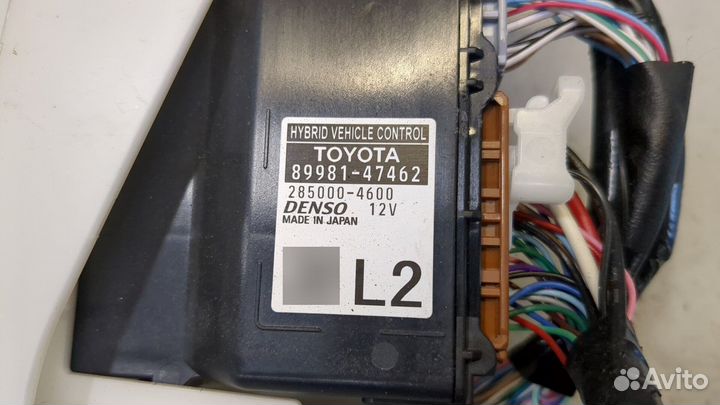 HYBRID VEHICLE CONTROL
TOYOTA
89981-47462
285000-4600
DENSO 12V
MADE IN JAPAN
L2
Avito